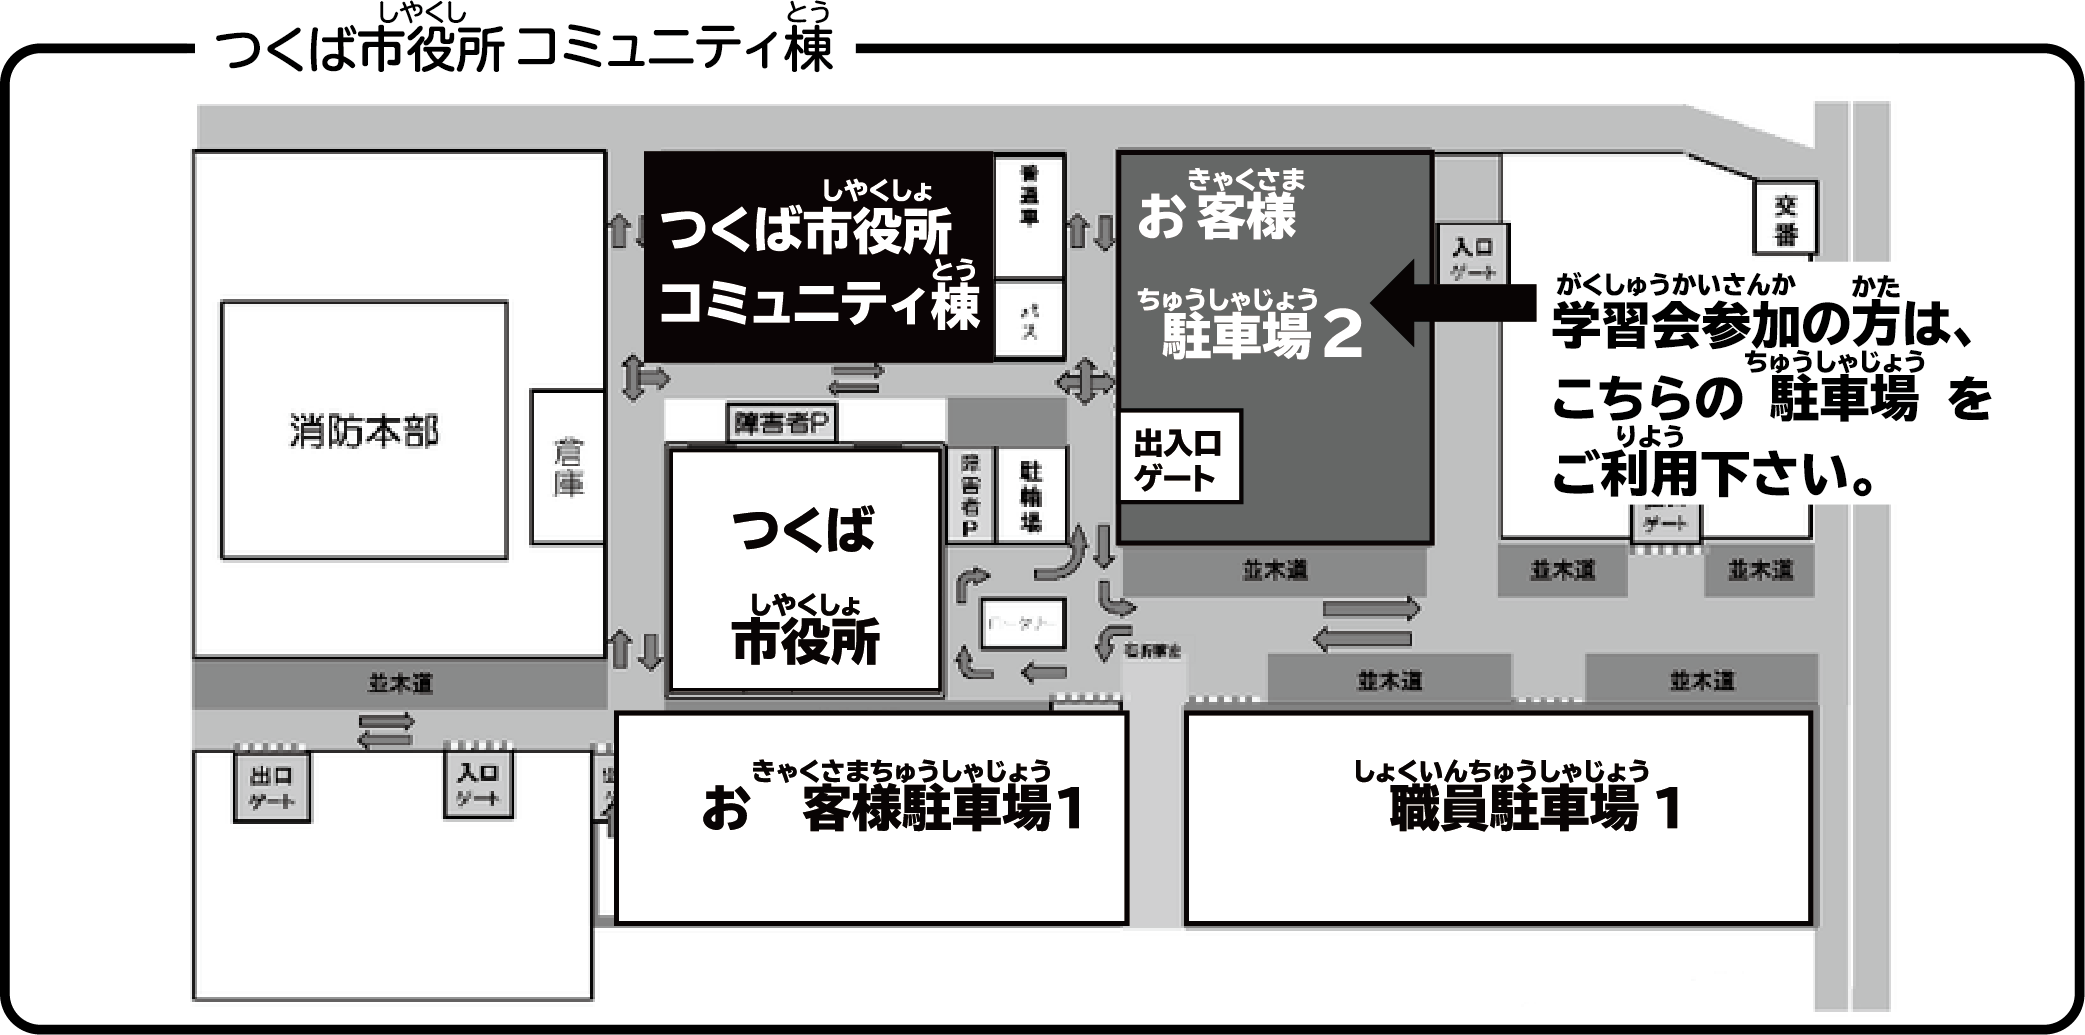 しやくし とう
つくば市役所 コミュニティ棟
しやくしょ
つくば市役所
とう
コミュニティ棟
普通車
バス
きゃくさま
お客様
ちゅうしゃじょう
駐車場2
出入口
ゲート
入口
ゲート
交番
がくしゅうかいさんか かた
学習会参加の方は、
ちゅうしゃじょう
こちらの駐車場を
りよう
ご利用下さい。
ゲート
消防本部
倉庫
障害者P
障害者P
駐輪場
つくば
しやくしょ
市役所
並木道
並木道
並木道
並木道
並木道
並木道
出口
ゲート
入口
ゲート
きゃくさまちゅうしゃじょう
お客様駐車場1
しょくいんちゅうしゃじょう
職員駐車場1